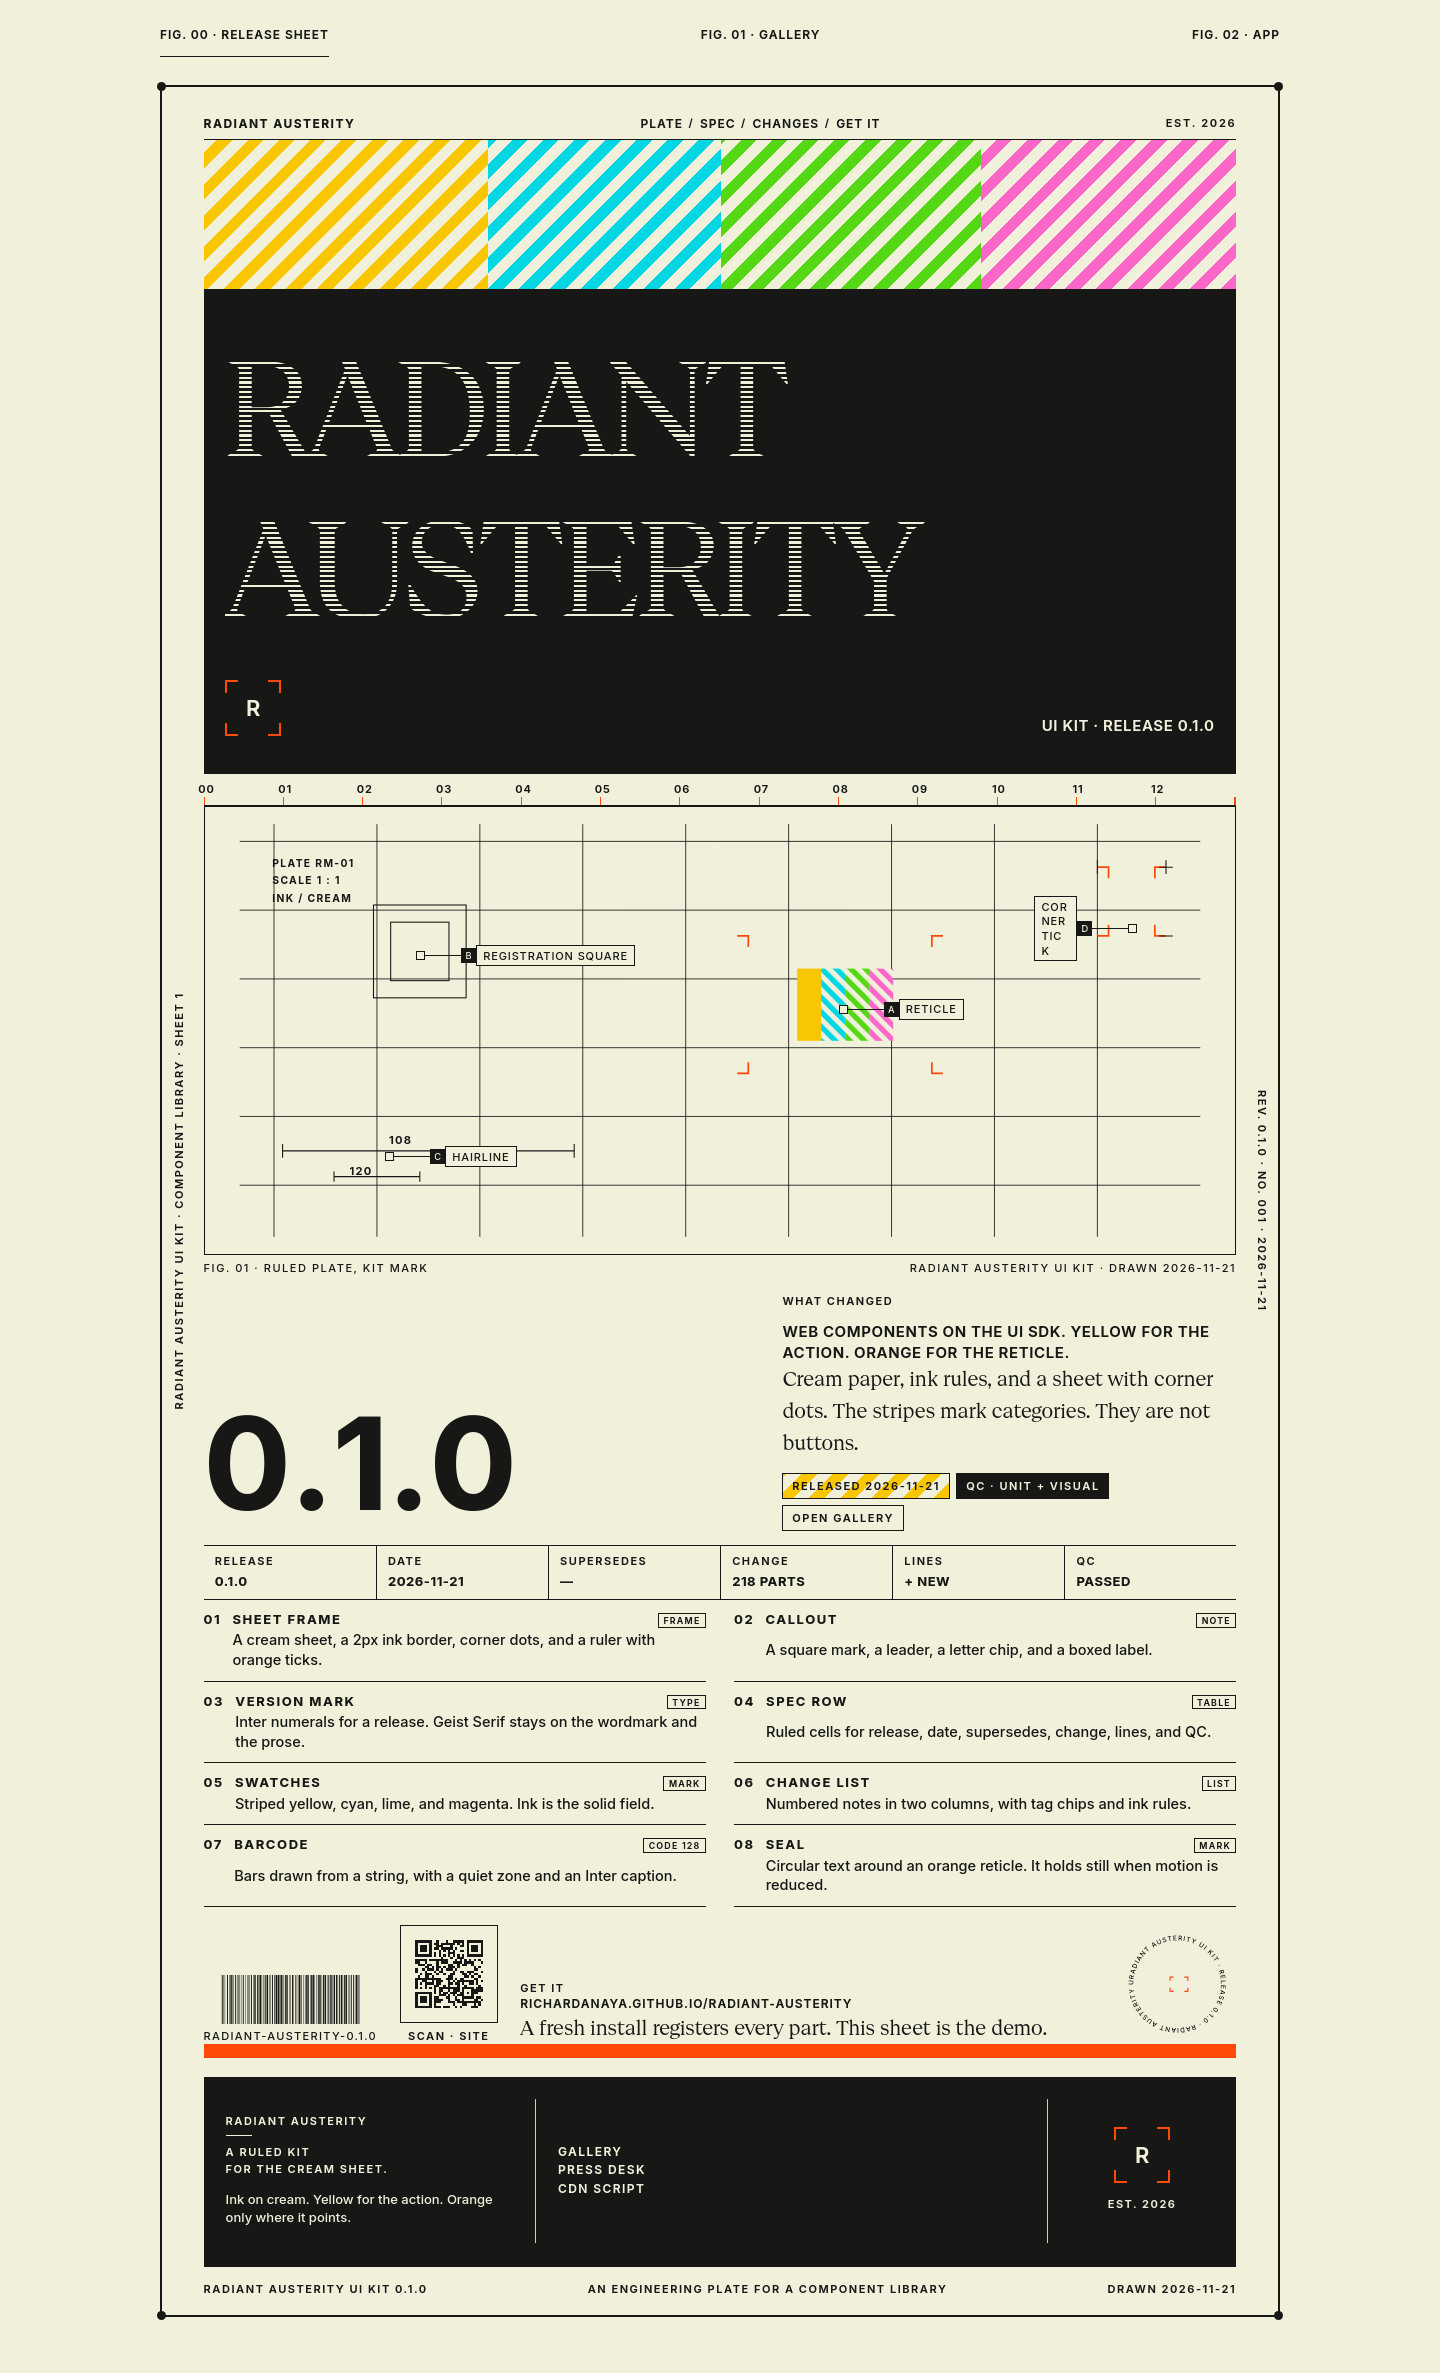 FIG. 00 · RELEASE SHEET
FIG. 01 · GALLERY
FIG. 02 · APP
RADIANT AUSTERITY
PLATE / SPEC / CHANGES / GET IT
EST. 2026
RADIANT
AUSTERITY
R
UI KIT · RELEASE 0.1.0
00 01 02 03 04 05 06 07 08 09 10 11 12
PLATE RM-01
SCALE 1 : 1
INK / CREAM
COR
NER
TIC
K
D
B REGISTRATION SQUARE
A RETICLE
108
C HAIRLINE
120
RADIANT AUSTERITY UI KIT · COMPONENT LIBRARY · SHEET 1
REV. 0.1.0 · NO. 001 · 2026-11-21
FIG. 01 · RULED PLATE, KIT MARK
RADIANT AUSTERITY UI KIT · DRAWN 2026-11-21
0.1.0
WHAT CHANGED
WEB COMPONENTS ON THE UI SDK. YELLOW FOR THE
ACTION. ORANGE FOR THE RETICLE.
Cream paper, ink rules, and a sheet with corner
dots. The stripes mark categories. They are not
buttons.
RELEASED 2026-11-21
QC · UNIT + VISUAL
OPEN GALLERY
RELEASE
0.1.0
DATE
2026-11-21
SUPERSEDES
—
CHANGE
218 PARTS
LINES
+ NEW
QC
PASSED
01 SHEET FRAME FRAME
A cream sheet, a 2px ink border, corner dots, and a ruler with
orange ticks.
02 CALLOUT NOTE
A square mark, a leader, a letter chip, and a boxed label.
03 VERSION MARK TYPE
Inter numerals for a release. Geist Serif stays on the wordmark and
the prose.
04 SPEC ROW TABLE
Ruled cells for release, date, supersedes, change, lines, and QC.
05 SWATCHES MARK
Striped yellow, cyan, lime, and magenta. Ink is the solid field.
06 CHANGE LIST LIST
Numbered notes in two columns, with tag chips and ink rules.
07 BARCODE CODE 128
Bars drawn from a string, with a quiet zone and an Inter caption.
08 SEAL MARK
Circular text around an orange reticle. It holds still when motion is
reduced.
RADIANT-AUSTERITY-0.1.0
SCAN · SITE
GET IT
RICHARDANAYA.GITHUB.IO/RADIANT-AUSTERITY
A fresh install registers every part. This sheet is the demo.
RADIANT AUSTERITY UI KIT · RELEASE 0.1.0 · RADIANT AUSTERITY U
RADIANT AUSTERITY
A RULED KIT
FOR THE CREAM SHEET.
Ink on cream. Yellow for the action. Orange
only where it points.
GALLERY
PRESS DESK
CDN SCRIPT
R
EST. 2026
RADIANT AUSTERITY UI KIT 0.1.0
AN ENGINEERING PLATE FOR A COMPONENT LIBRARY
DRAWN 2026-11-21